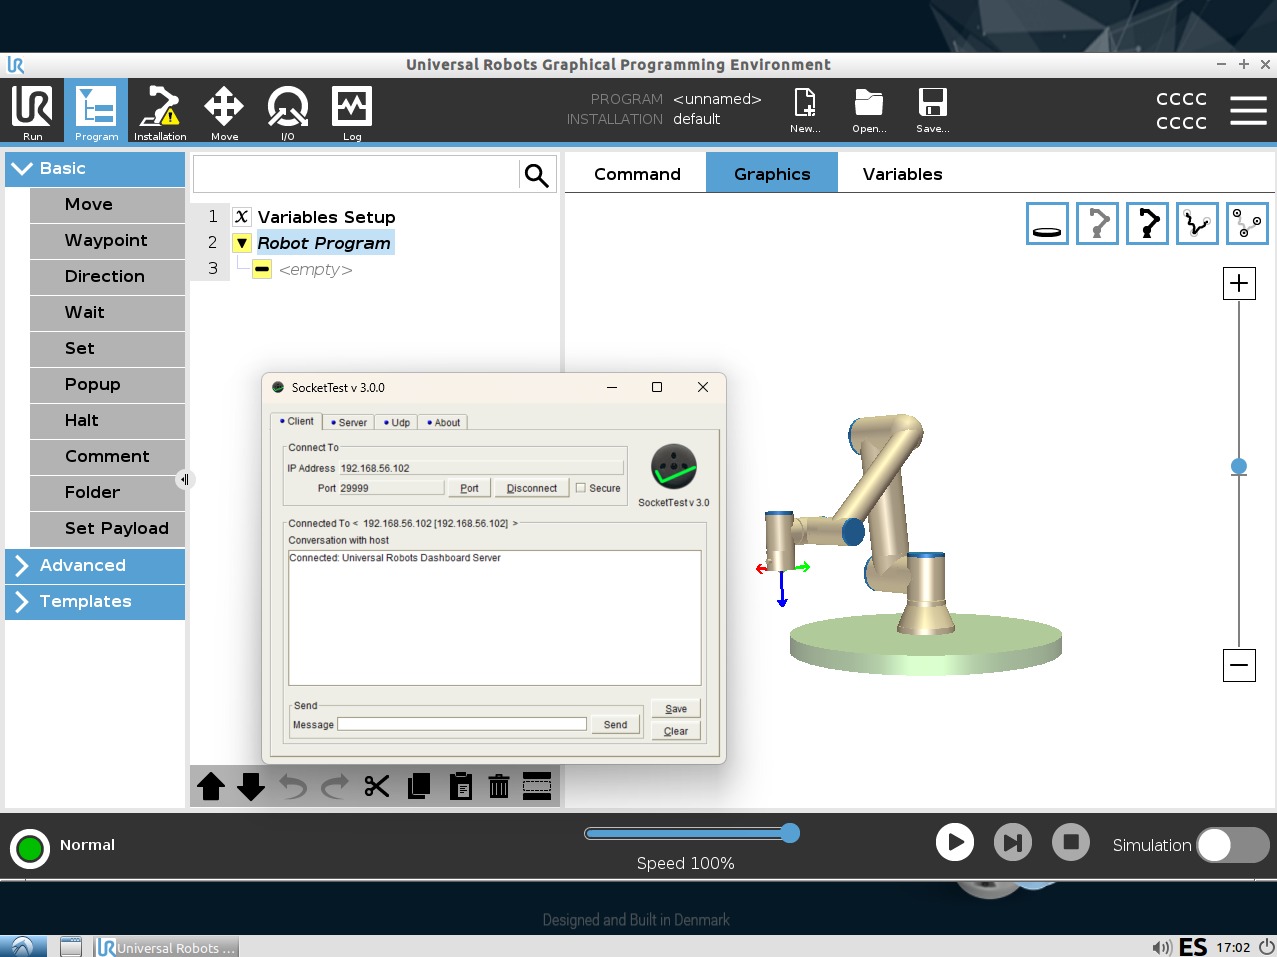 UR
Universal Robots Graphical Programming Environment
UR
Run
Program
Installation
Move
I/O
Log
PROGRAM <unnamed>
INSTALLATION default
New...
Open...
Save...
CCCC
CCCC
Basic
Move
Waypoint
Direction
Wait
Set
Popup
Halt
Comment
Folder
Set Payload
Advanced
Templates
1 X Variables Setup
2 Robot Program
3 <empty>
Command
Graphics
Variables
SocketTest v 3.0.0
Client
Server
Udp
About
Connect To
IP Address 192.168.56.102
Port 29999
Port
Disconnect
Secure
SocketTest v 3.0
Connected To < 192.168.56.102 [192.168.56.102] >
Conversation with host
Connected: Universal Robots Dashboard Server
Send
Message
Send
Save
Clear
Normal
Speed 100%
Simulation
Designed and Built in Denmark
UR Universal Robots ...
ES 17:02